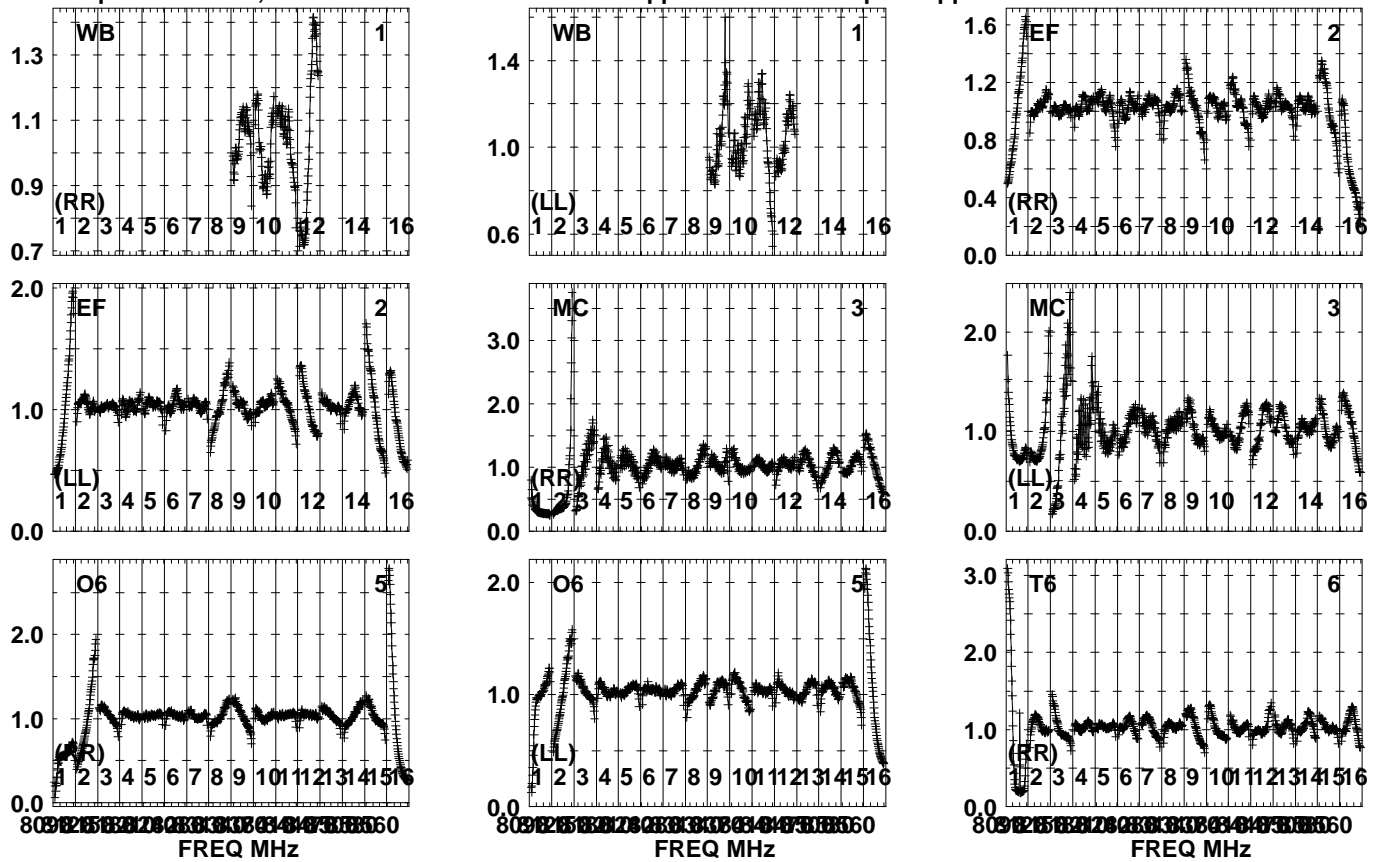 WB 1
1.3
1.1
0.9
0.7
(RR)
1 2 3 4 5 6 7 8 9 10 12 14 16
WB 1
1.4
1.0
0.6
(LL)
1 2 3 4 5 6 7 8 9 10 12 14 16
EF 2
1.6
1.2
0.8
0.4
0.0
(RR)
1 2 3 4 5 6 7 8 9 10 12 14 16
EF 2
2.0
1.0
0.0
(LL)
1 2 3 4 5 6 7 8 9 10 12 14 16
MC 3
3.0
2.0
1.0
0.0
(RR)
1 2 3 4 5 6 7 8 9 10 12 14 16
MC 3
2.0
1.0
0.0
(LL)
1 2 3 4 5 6 7 8 9 10 12 14 16
O6 5
2.0
1.0
0.0
(RR)
1 2 3 4 5 6 7 8 9 10 11 12 13 14 15 16
FREQ MHz
O6 5
2.0
1.0
0.0
(LL)
1 2 3 4 5 6 7 8 9 10 11 12 13 14 15 16
FREQ MHz
T6 6
3.0
2.0
1.0
0.0
(RR)
1 2 3 4 5 6 7 8 9 10 11 12 13 14 15 16
FREQ MHz